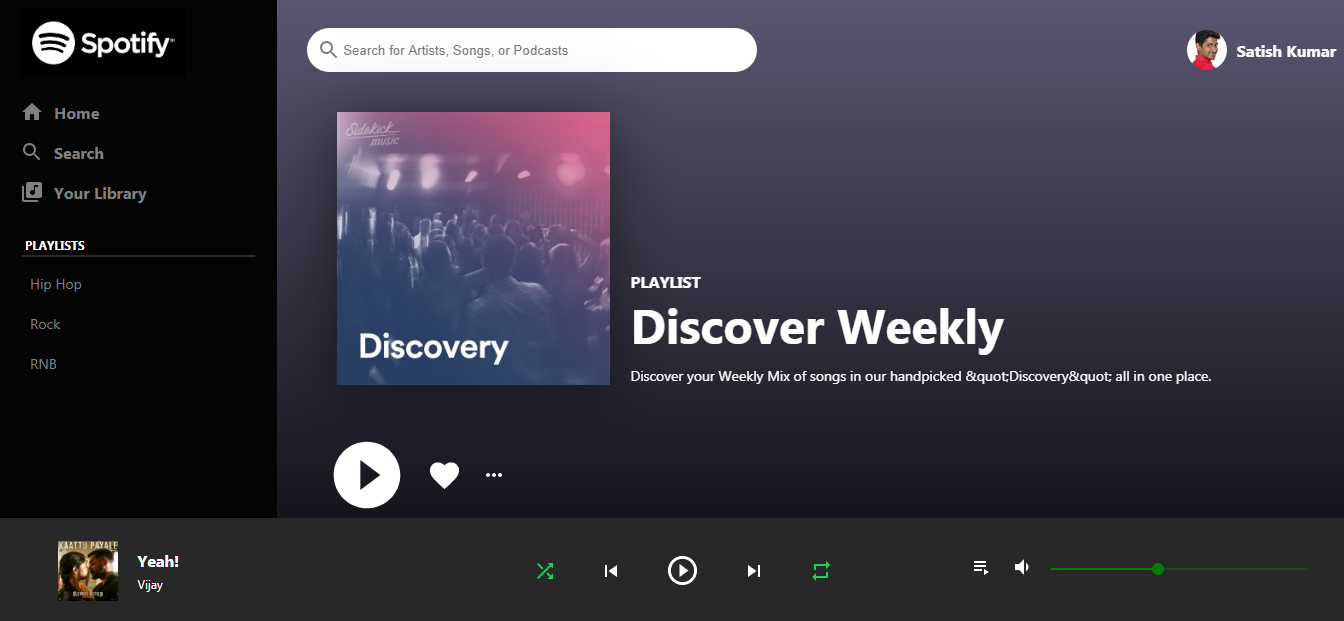 Spotify
Home
Search
Your Library
PLAYLISTS
Hip Hop
Rock
RNB
Search for Artists, Songs, or Podcasts
Satish Kumar
Sidekick
music
Discovery
PLAYLIST
Discover Weekly
Discover your Weekly Mix of songs in our handpicked &quot;Discovery&quot; all in one place.
KAATTU PAYALE
Yeah!
Vijay